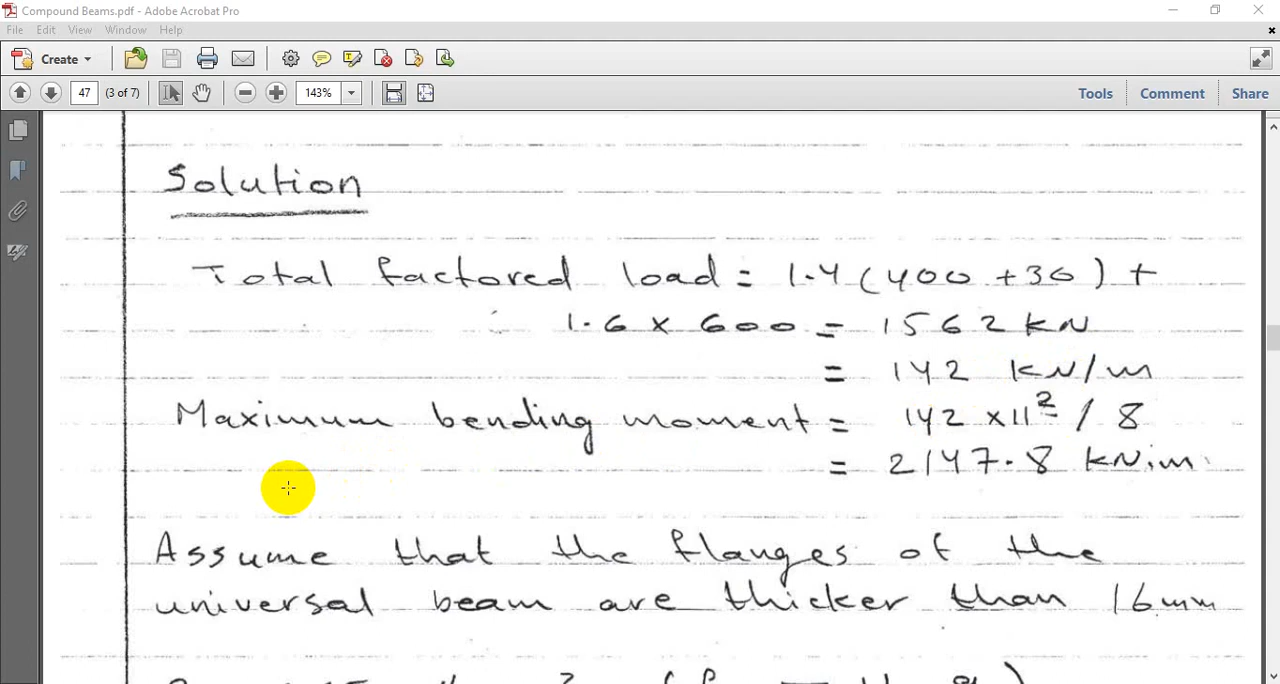 Compound Beams.pdf - Adobe Acrobat Pro
File Edit View Window Help
Create
47 (3 of 7) 143% Tools Comment Share
Solution
Total factored load = 1.4 (400 + 30) +
1.6 x 600 = 1562 KN
= 142 KN/m
Maximum bending moment = 142 x 11² / 8
= 2147.8 KN.m
Assume that the flanges of the
universal beam are thicker than 16mm